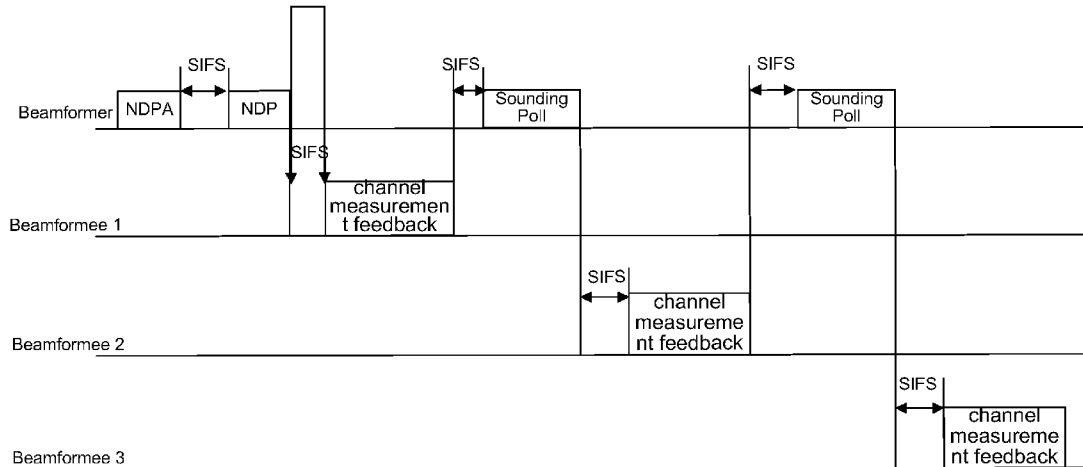 SIFS
SIFS
SIFS
Beamformer
NDPA
NDP
Sounding
Poll
Sounding
Poll
SIFS
channel
measuremen
t feedback
Beamformee 1
SIFS
channel
measureme
nt feedback
Beamformee 2
SIFS
channel
measureme
nt feedback
Beamformee 3